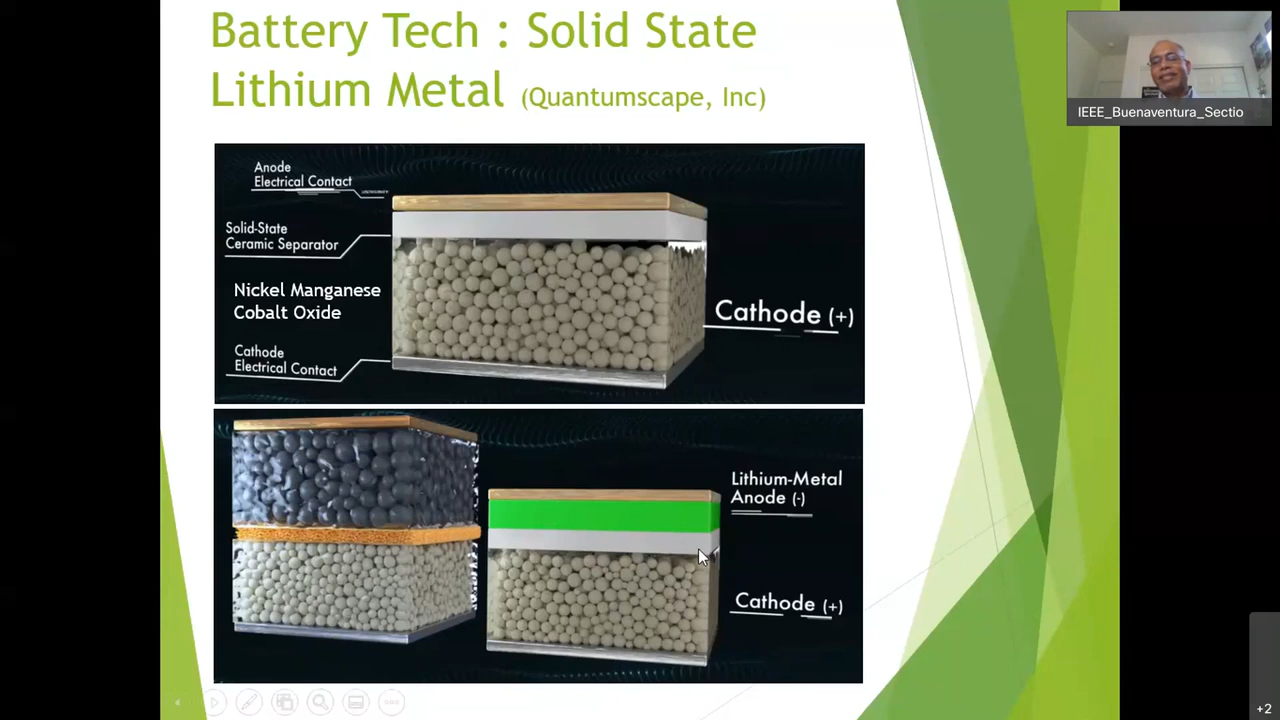 Battery Tech : Solid State
Lithium Metal (Quantumscape, Inc)
IEEE_Buenaventura_Sectio
Anode
Electrical Contact
Solid-State
Ceramic Separator
Nickel Manganese
Cobalt Oxide
Cathode
Electrical Contact
Cathode (+)
Lithium-Metal
Anode (-)
Cathode (+)
+2